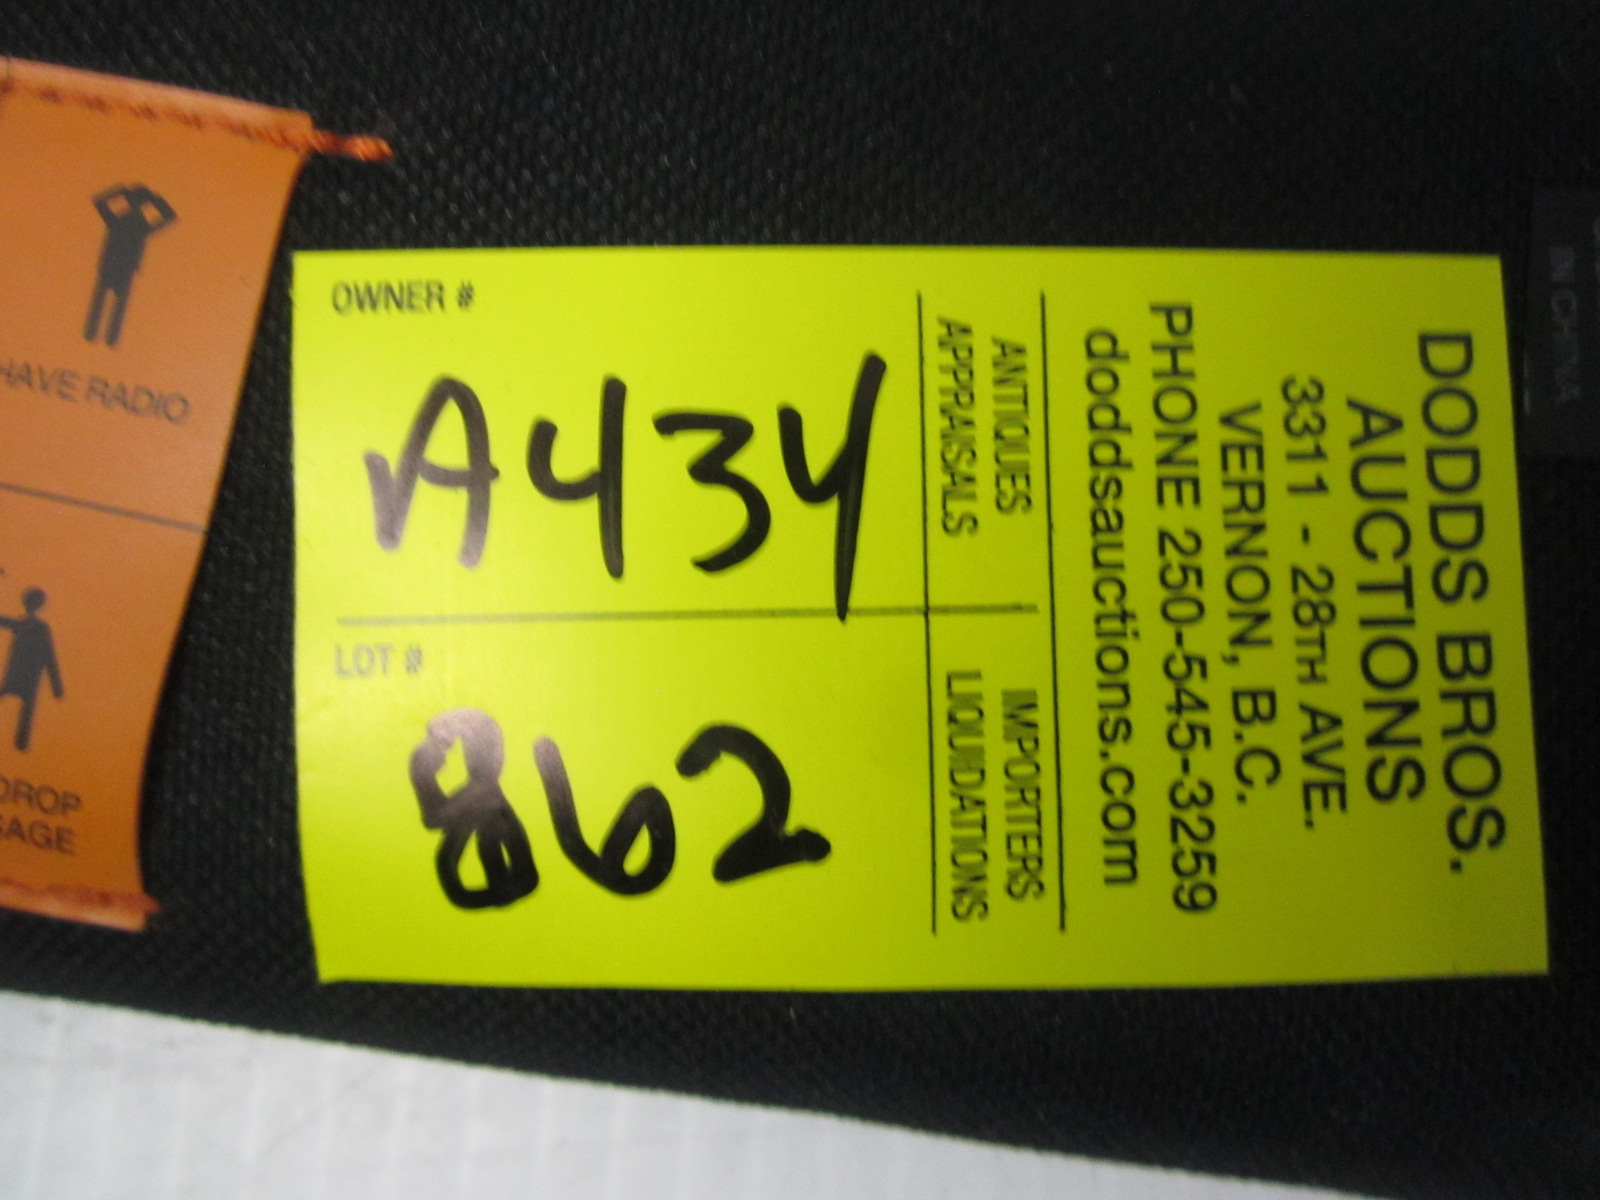 DODDS BROS.
AUCTIONS
3311 - 28TH AVE.
VERNON, B.C.
PHONE 250-545-3259
doddsauctions.com
ANTIQUES
APPRAISALS
IMPORTERS
LIQUIDATIONS
OWNER #
A434
LOT #
862
HAVE RADIO
DROP
IN CHINA